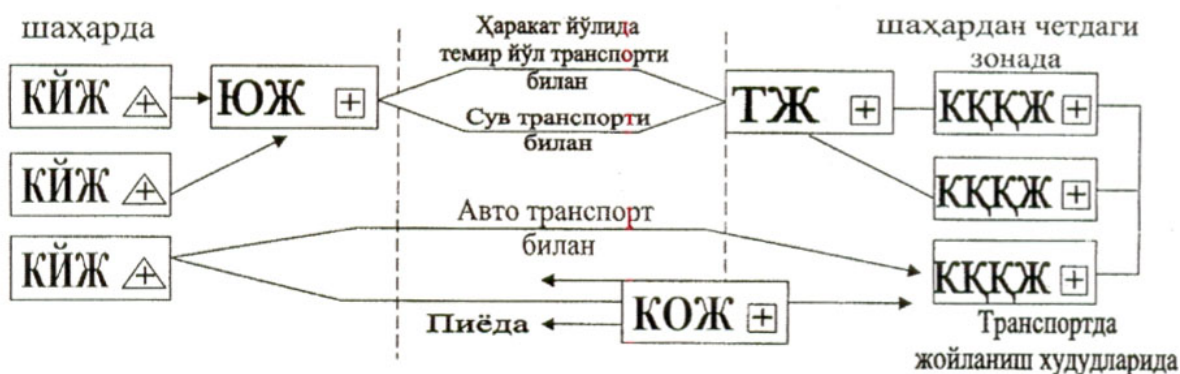 шаҳарда
Ҳаракат йўлида
темир йўл транспорти
билан
шаҳардан четдаги
зонада
КЙЖ
ЮЖ
ТЖ
КҚҚЖ
Сув транспорти
билан
КЙЖ
КҚҚЖ
Авто транспорт
билан
КЙЖ
КҚҚЖ
КОЖ
Пиёда
Транспортда
жойланиш худудларида